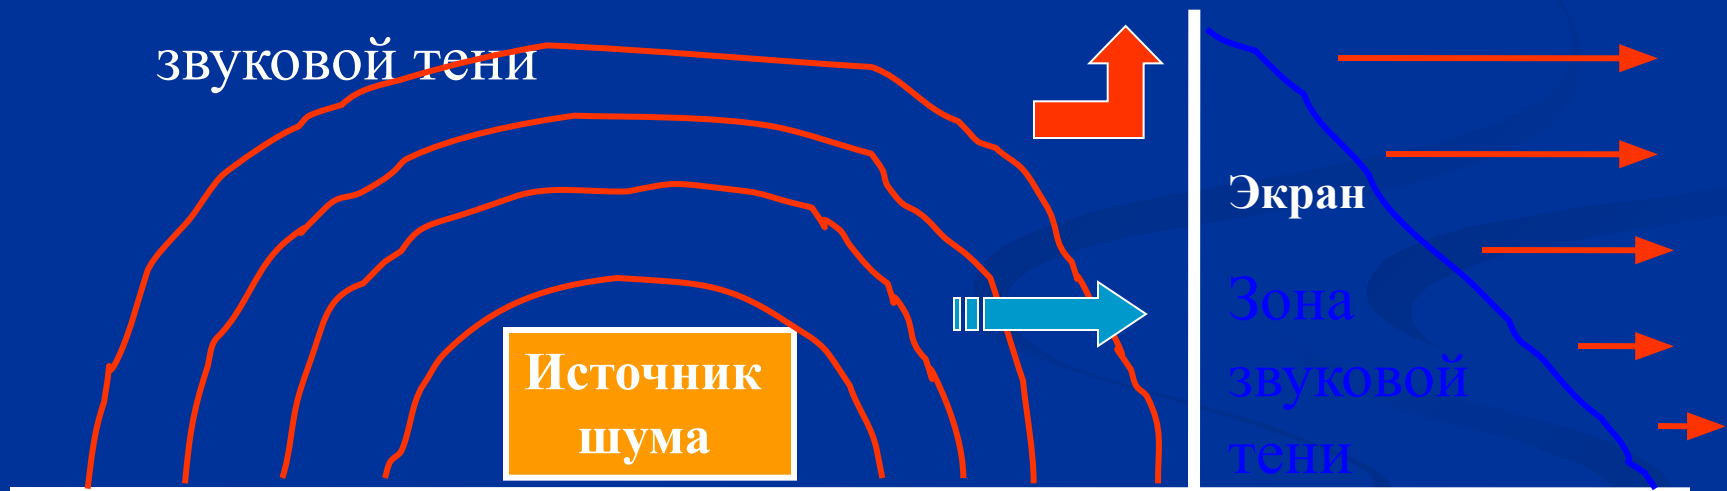 звуковой тени
Экран
Зона
звуковой
тени
Источник
шума